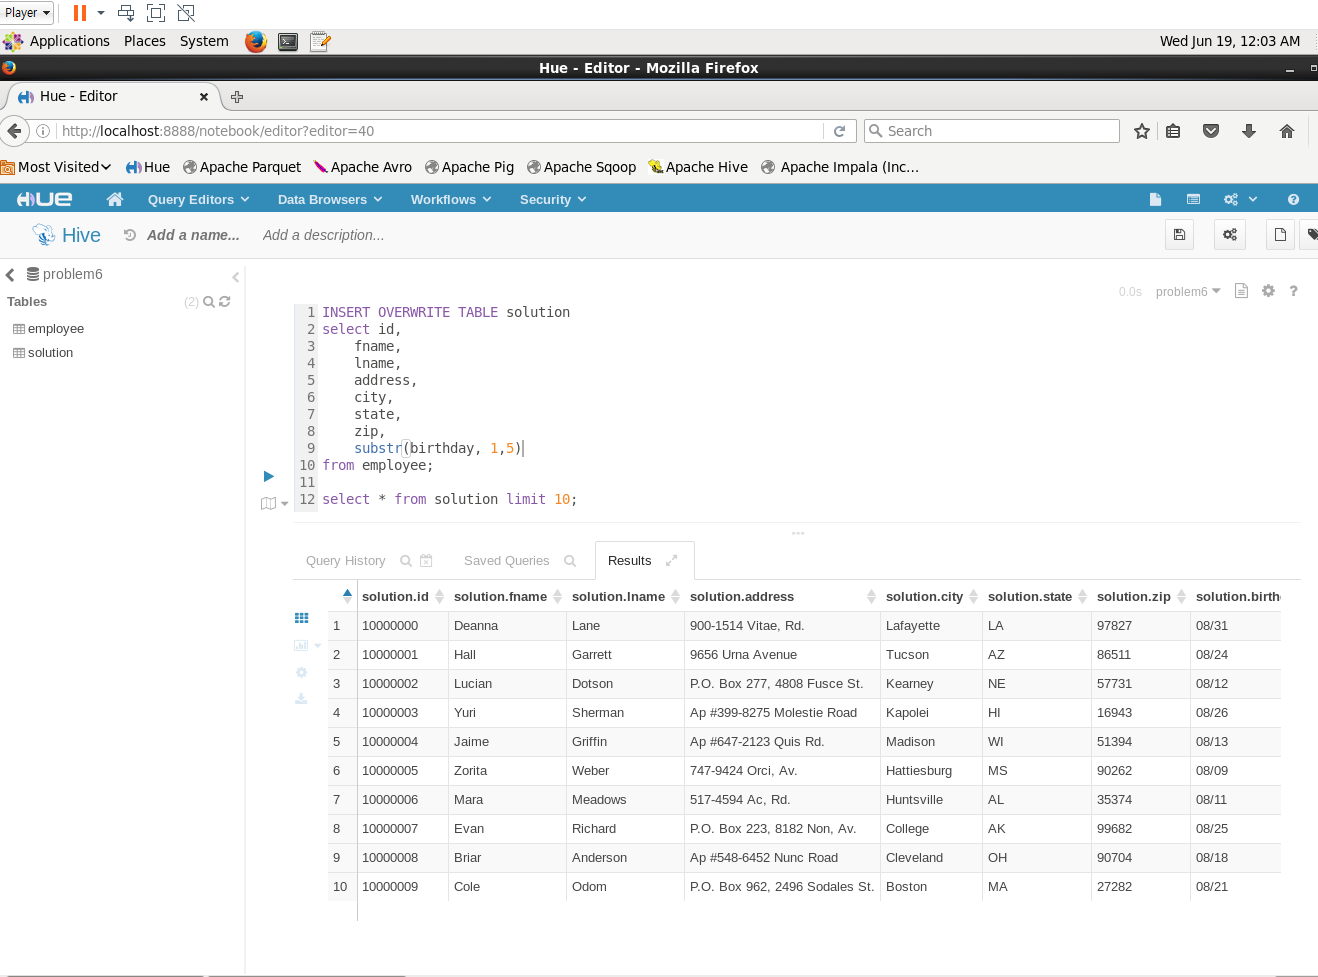 Player
Applications Places System Wed Jun 19, 12:03 AM
Hue - Editor - Mozilla Firefox
Hue - Editor
http://localhost:8888/notebook/editor?editor=40 Search
Most Visited Hue Apache Parquet Apache Avro Apache Pig Apache Sqoop Apache Hive Apache Impala (Inc...
HUE Query Editors Data Browsers Workflows Security
Hive Add a name... Add a description...
problem6
Tables (2)
employee
solution
0.0s problem6
1 INSERT OVERWRITE TABLE solution
2 select id,
3 fname,
4 lname,
5 address,
6 city,
7 state,
8 zip,
9 substr(birthday, 1,5)
10 from employee;
11
12 select * from solution limit 10;
Query History Saved Queries Results
solution.id solution.fname solution.lname solution.address solution.city solution.state solution.zip solution.birth
1 10000000 Deanna Lane 900-1514 Vitae, Rd. Lafayette LA 97827 08/31
2 10000001 Hall Garrett 9656 Urna Avenue Tucson AZ 86511 08/24
3 10000002 Lucian Dotson P.O. Box 277, 4808 Fusce St. Kearney NE 57731 08/12
4 10000003 Yuri Sherman Ap #399-8275 Molestie Road Kapolei HI 16943 08/26
5 10000004 Jaime Griffin Ap #647-2123 Quis Rd. Madison WI 51394 08/13
6 10000005 Zorita Weber 747-9424 Orci, Av. Hattiesburg MS 90262 08/09
7 10000006 Mara Meadows 517-4594 Ac, Rd. Huntsville AL 35374 08/11
8 10000007 Evan Richard P.O. Box 223, 8182 Non, Av. College AK 99682 08/25
9 10000008 Briar Anderson Ap #548-6452 Nunc Road Cleveland OH 90704 08/18
10 10000009 Cole Odom P.O. Box 962, 2496 Sodales St. Boston MA 27282 08/21